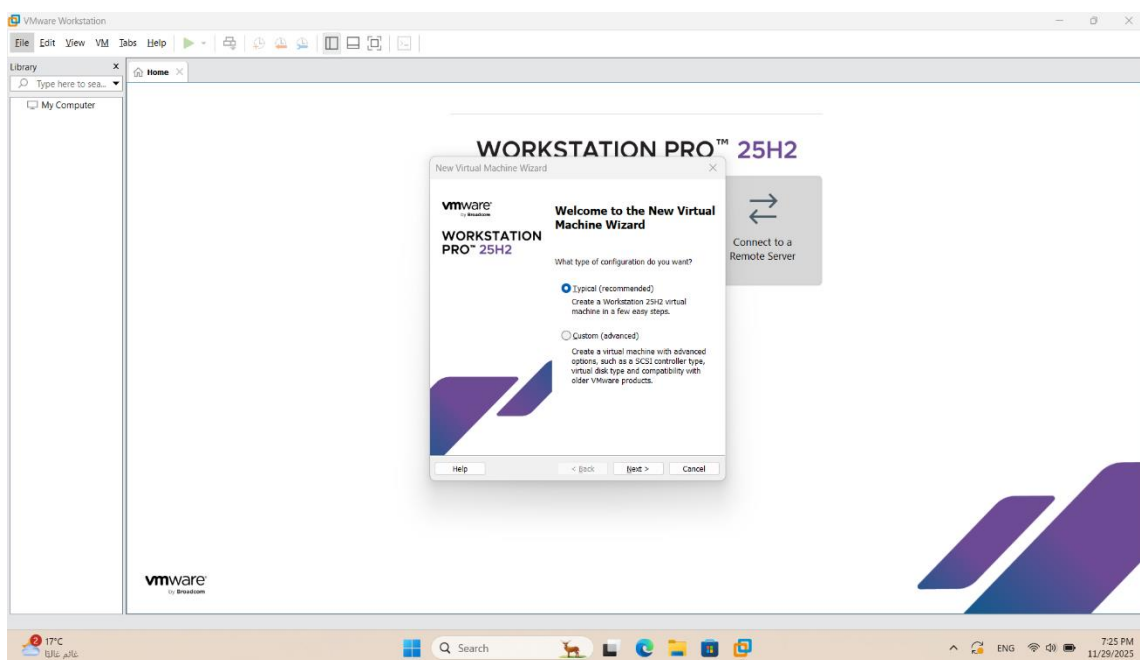 VMware Workstation
File Edit View VM Tabs Help
Library x
Type here to sea...
My Computer
Home
WORKSTATION PRO™ 25H2
Connect to a
Remote Server
New Virtual Machine Wizard
vmware
by Broadcom
WORKSTATION
PRO™ 25H2
Welcome to the New Virtual
Machine Wizard
What type of configuration do you want?
Typical (recommended)
Create a Workstation 25H2 virtual
machine in a few easy steps.
Custom (advanced)
Create a virtual machine with advanced
options, such as a SCSI controller type,
virtual disk type and compatibility with
older VMware products.
Help < Back Next > Cancel
vmware
by Broadcom
2 17°C
غائم غالبًا
Search
ENG 7:25 PM
11/29/2025